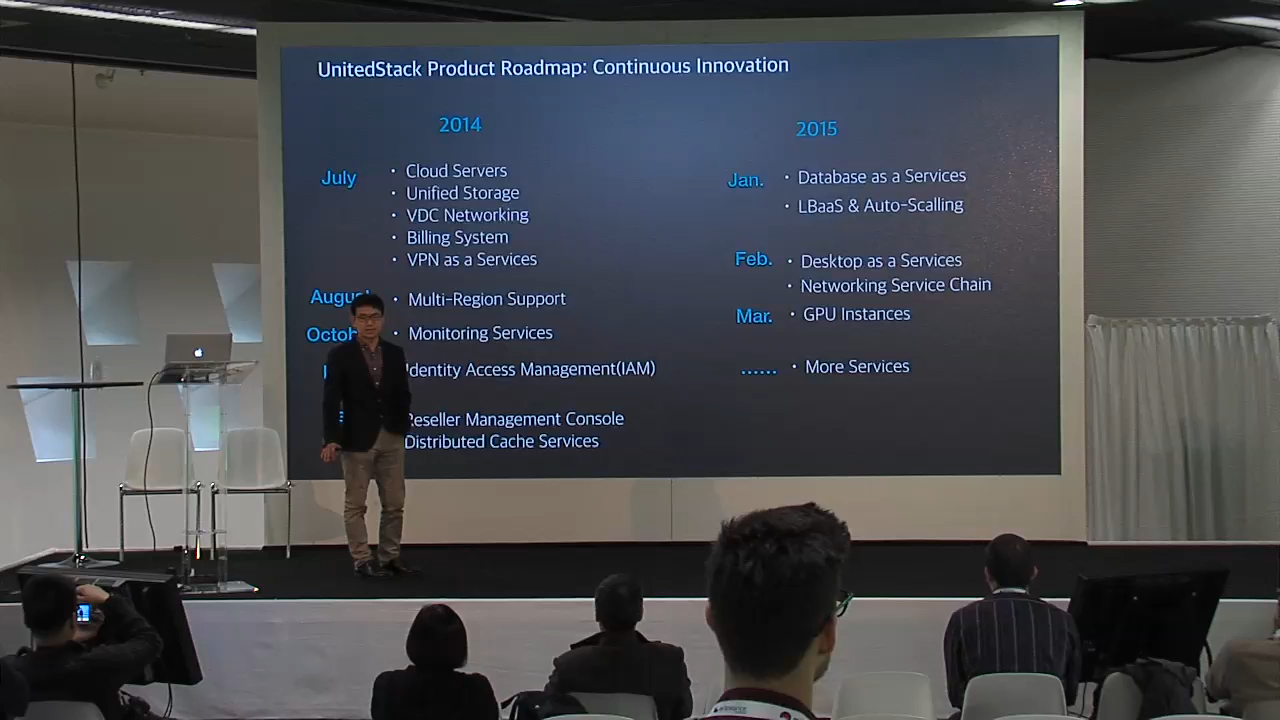 UnitedStack Product Roadmap: Continuous Innovation
2014
July
• Cloud Servers
• Unified Storage
• VDC Networking
• Billing System
• VPN as a Services
• Multi-Region Support
• Monitoring Services
Identity Access Management(IAM)
Reseller Management Console
Distributed Cache Services
2015
Jan.
• Database as a Services
• LBaaS & Auto-Scalling
Feb.
• Desktop as a Services
• Networking Service Chain
Mar.
• GPU Instances
......
• More Services